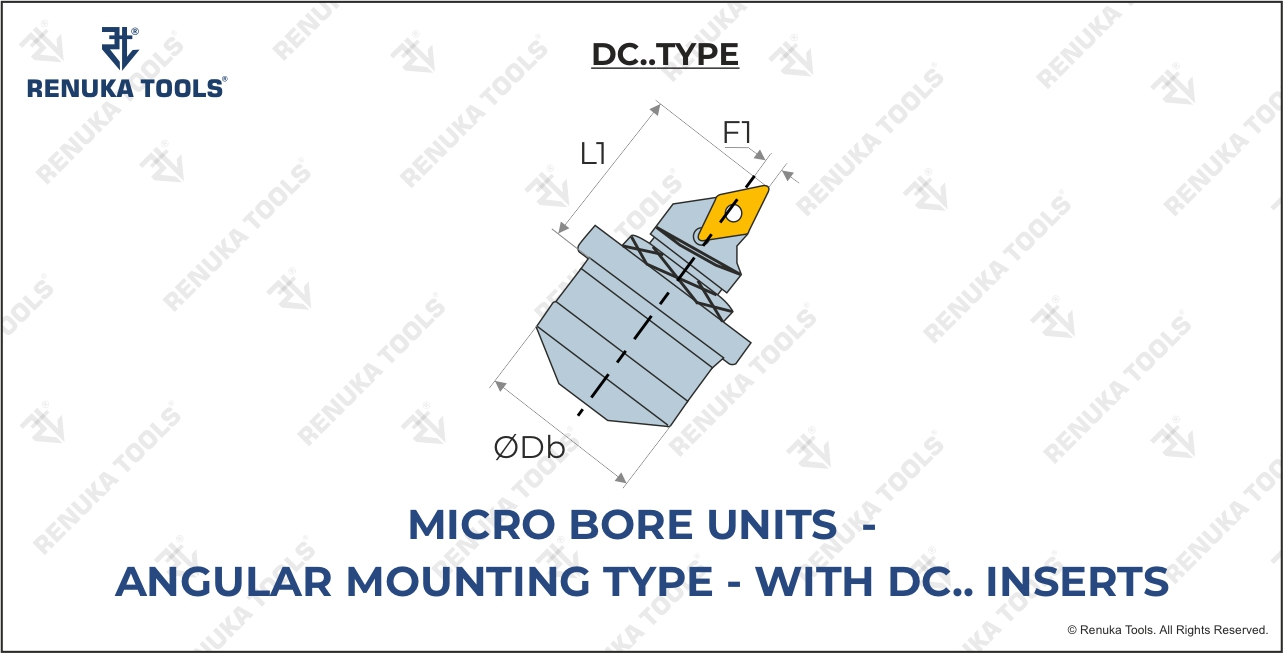 RENUKA TOOLS®
DC..TYPE
F1
L1
ØDb
MICRO BORE UNITS -
ANGULAR MOUNTING TYPE - WITH DC.. INSERTS
© Renuka Tools. All Rights Reserved.